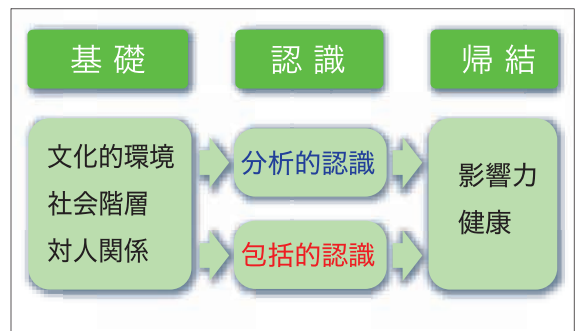 基礎
認識
帰結
文化的環境
社会階層
対人関係
分析的認識
包括的認識
影響力
健康